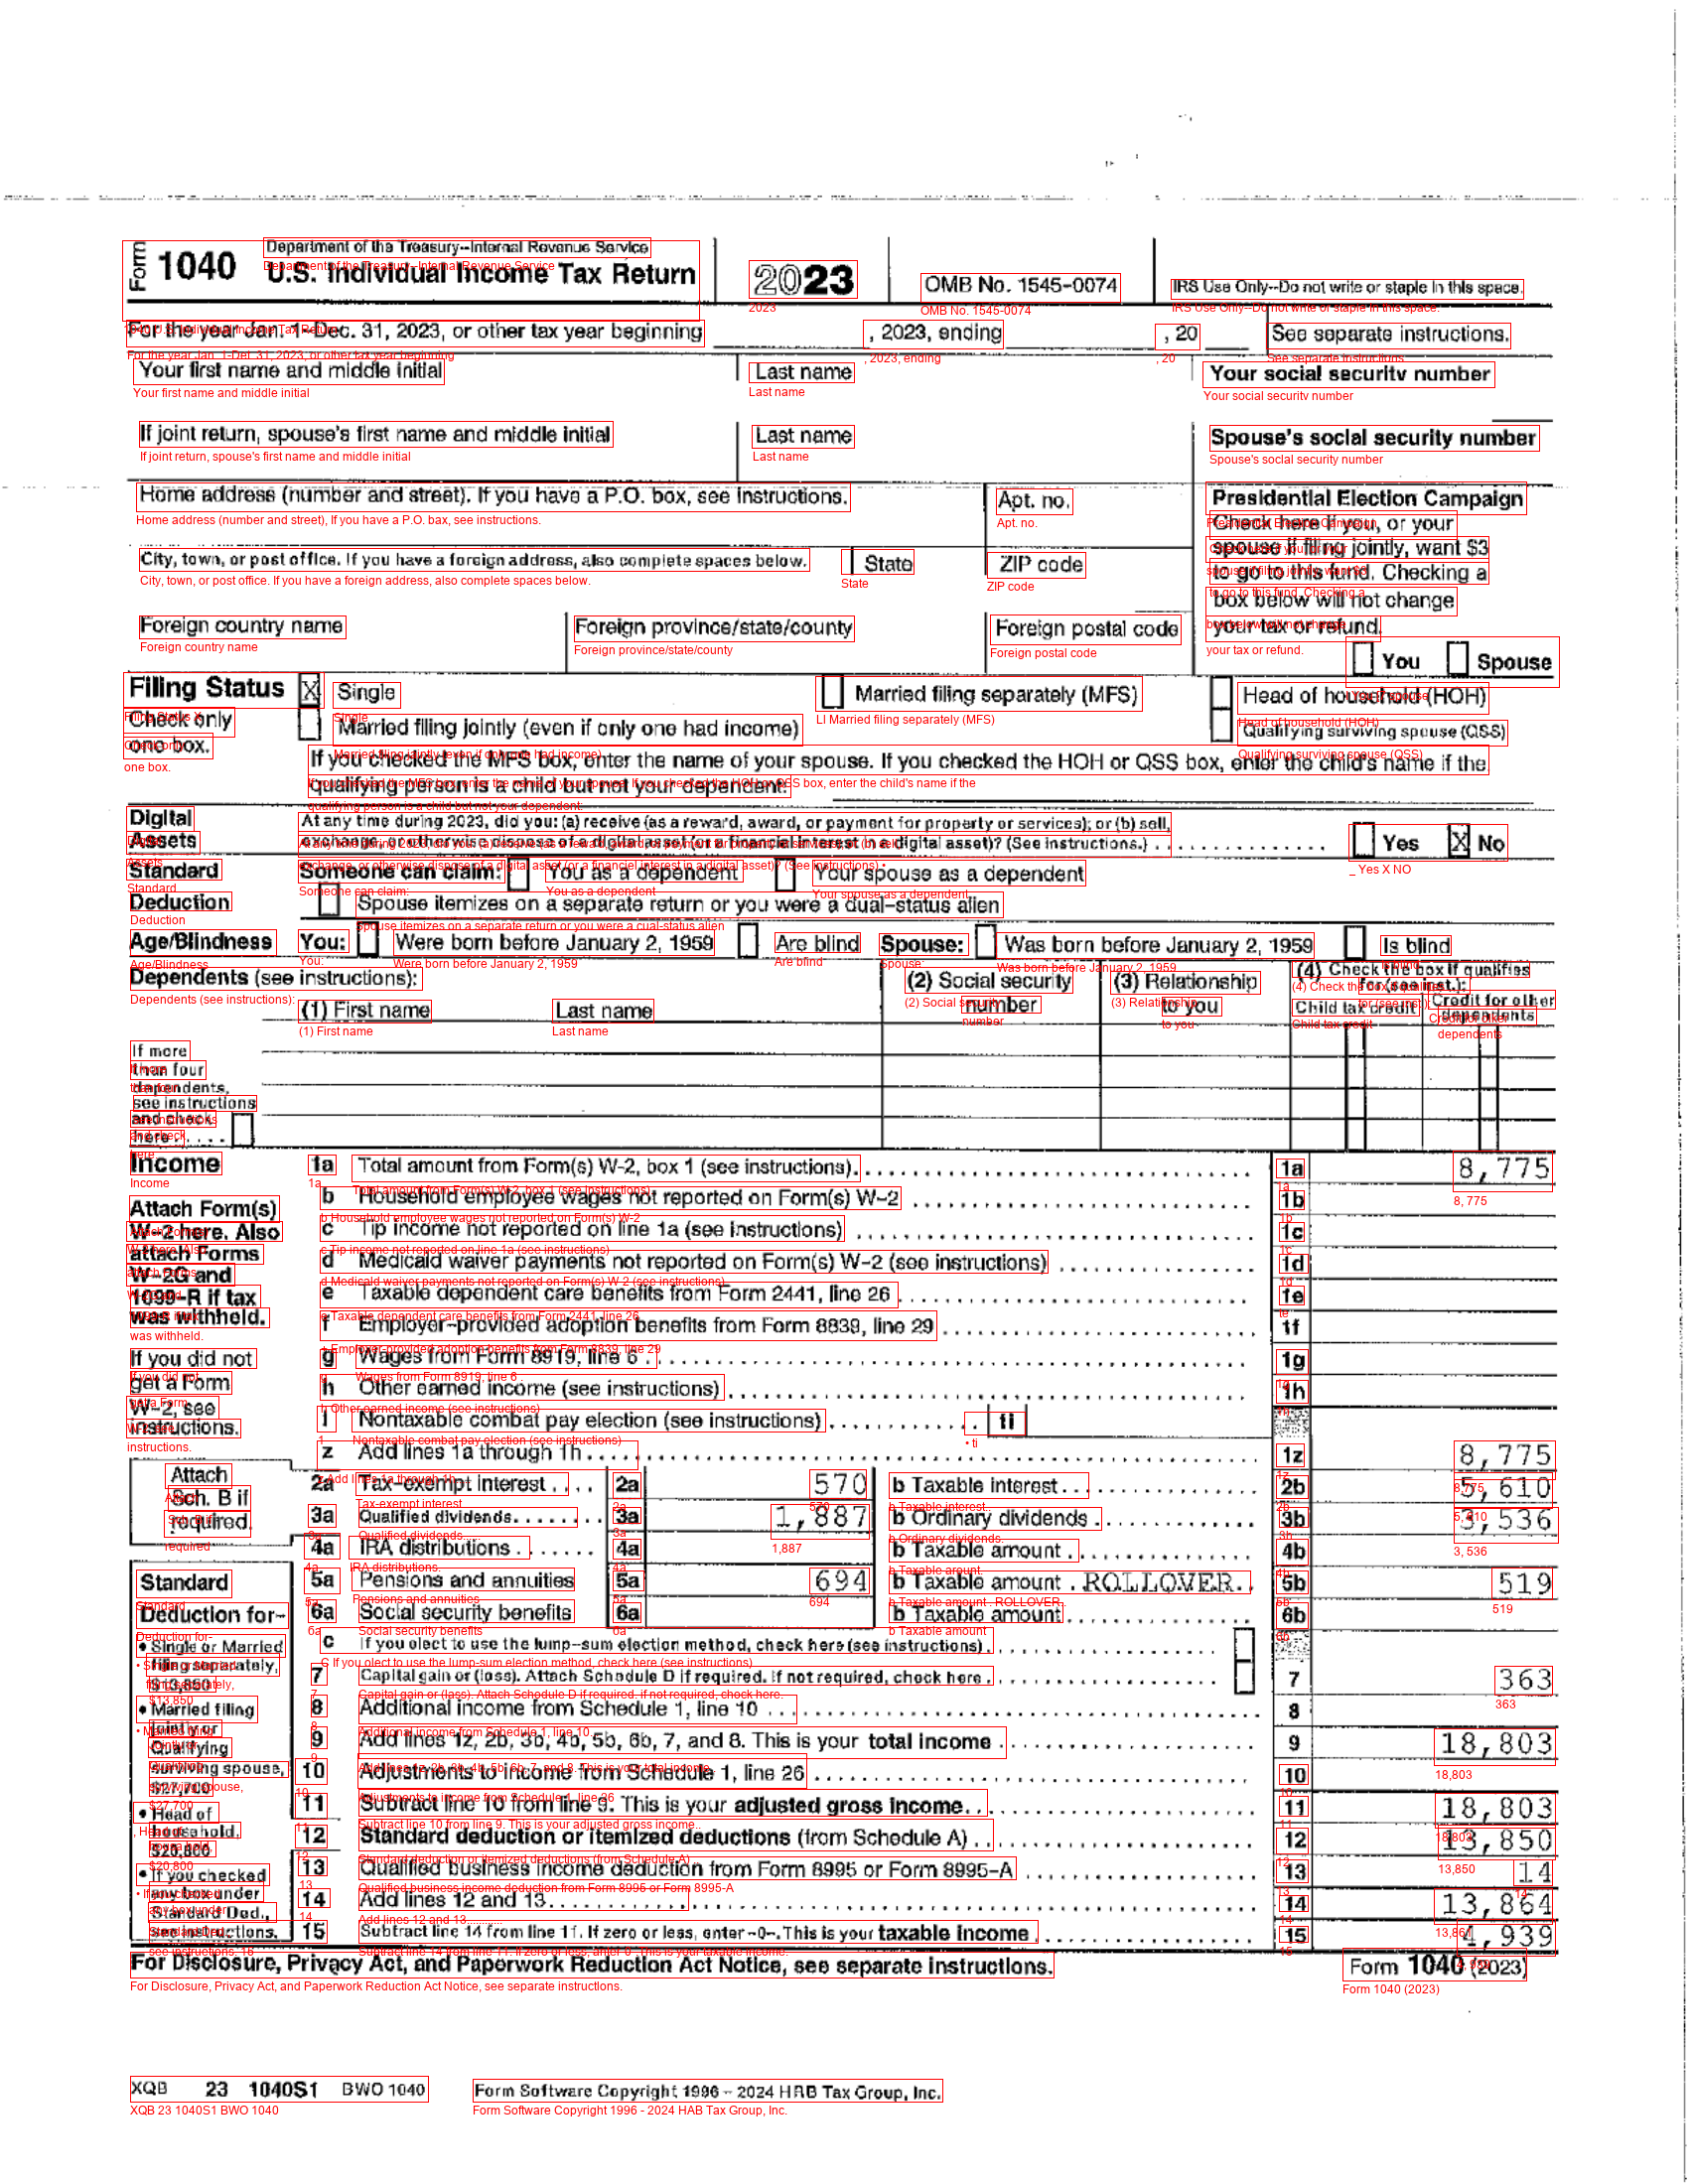 Form 1040 Department of the Treasury--Internal Revenue Service
U.S. Individual Income Tax Return 2023 OMB No. 1545-0074 IRS Use Only--Do not write or staple in this space.
For the year Jan. 1-Dec. 31, 2023, or other tax year beginning , 2023, ending , 20 See separate instructions.
Your first name and middle initial Last name Your social security number
If joint return, spouse's first name and middle initial Last name Spouse's social security number
Home address (number and street). If you have a P.O. box, see instructions. Apt. no. Presidential Election Campaign
Check here if you, or your
City, town, or post office. If you have a foreign address, also complete spaces below. State ZIP code spouse if filing jointly, want $3
to go to this fund. Checking a
box below will not change
Foreign country name Foreign province/state/county Foreign postal code your tax or refund.
You Spouse
Filing Status X Single Married filing separately (MFS) Head of household (HOH)
Check only Married filing jointly (even if only one had income) Qualifying surviving spouse (QSS)
one box. If you checked the MFS box, enter the name of your spouse. If you checked the HOH or QSS box, enter the child's name if the
qualifying person is a child but not your dependent:
Digital At any time during 2023, did you: (a) receive (as a reward, award, or payment for property or services); or (b) sell,
Assets exchange, or otherwise dispose of a digital asset (or a financial interest in a digital asset)? (See instructions.) Yes X No
Standard Someone can claim: You as a dependent Your spouse as a dependent
Deduction Spouse itemizes on a separate return or you were a dual-status alien
Age/Blindness You: Were born before January 2, 1959 Are blind Spouse: Was born before January 2, 1959 Is blind
Dependents (see instructions): (2) Social security number (3) Relationship to you (4) Check the box if qualifies for (see inst.):
(1) First name Last name Child tax credit Credit for other dependents
If more
than four
dependents,
see instructions
and check
here . . . .
Income 1a Total amount from Form(s) W-2, box 1 (see instructions). 1a 8,775
b Household employee wages not reported on Form(s) W-2 1b
Attach Form(s)
W-2 here. Also
attach Forms
W-2G and
1099-R if tax
was withheld.
c Tip income not reported on line 1a (see instructions) 1c
d Medicaid waiver payments not reported on Form(s) W-2 (see instructions) 1d
e Taxable dependent care benefits from Form 2441, line 26 1e
f Employer-provided adoption benefits from Form 8839, line 29 1f
If you did not
get a Form
W-2, see
instructions.
g Wages from Form 8919, line 6 1g
h Other earned income (see instructions) 1h
i Nontaxable combat pay election (see instructions) 1i
z Add lines 1a through 1h 1z 8,775
Attach
Sch. B if
required.
2a Tax-exempt interest 2a 570 b Taxable interest 2b 5,610
3a Qualified dividends 3a 1,887 b Ordinary dividends 3b 3,536
4a IRA distributions 4a b Taxable amount 4b
5a Pensions and annuities 5a 694 b Taxable amount . ROLLOVER. 5b 519
6a Social security benefits 6a b Taxable amount 6b
c If you elect to use the lump-sum election method, check here (see instructions)
Standard
Deduction for-
• Single or Married
filing separately,
$13,850
• Married filing
jointly or
Qualifying
surviving spouse,
$27,700
• Head of
household,
$20,800
• If you checked
any box under
Standard Ded.,
see instructions.
7 Capital gain or (loss). Attach Schedule D if required. If not required, check here 7 363
8 Additional income from Schedule 1, line 10 8
9 Add lines 1z, 2b, 3b, 4b, 5b, 6b, 7, and 8. This is your total income 9 18,803
10 Adjustments to income from Schedule 1, line 26 10
11 Subtract line 10 from line 9. This is your adjusted gross income. 11 18,803
12 Standard deduction or itemized deductions (from Schedule A) 12 13,850
13 Qualified business income deduction from Form 8995 or Form 8995-A 13 14
14 Add lines 12 and 13 14 13,864
15 Subtract line 14 from line 11. If zero or less, enter -0-. This is your taxable income 15 4,939
For Disclosure, Privacy Act, and Paperwork Reduction Act Notice, see separate instructions. Form 1040 (2023)
XQB 23 1040S1 BWO 1040 Form Software Copyright 1996 - 2024 HRB Tax Group, Inc.